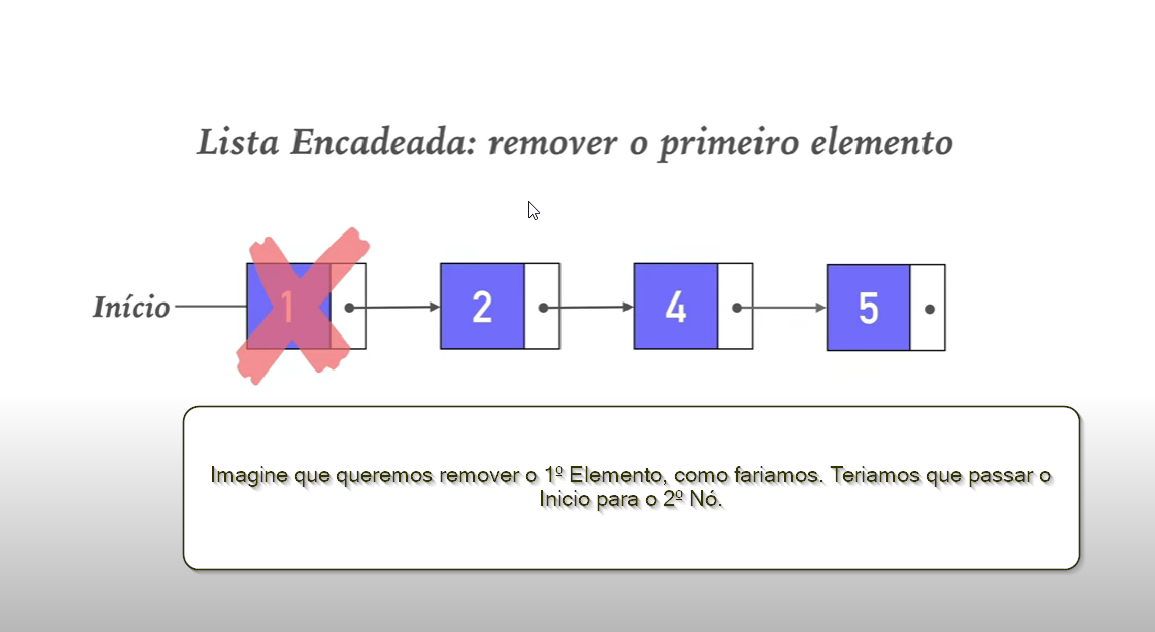 Lista Encadeada: remover o primeiro elemento
Início 1 2 4 5
Imagine que queremos remover o 1º Elemento, como fariamos. Teriamos que passar o
Inicio para o 2º Nó.